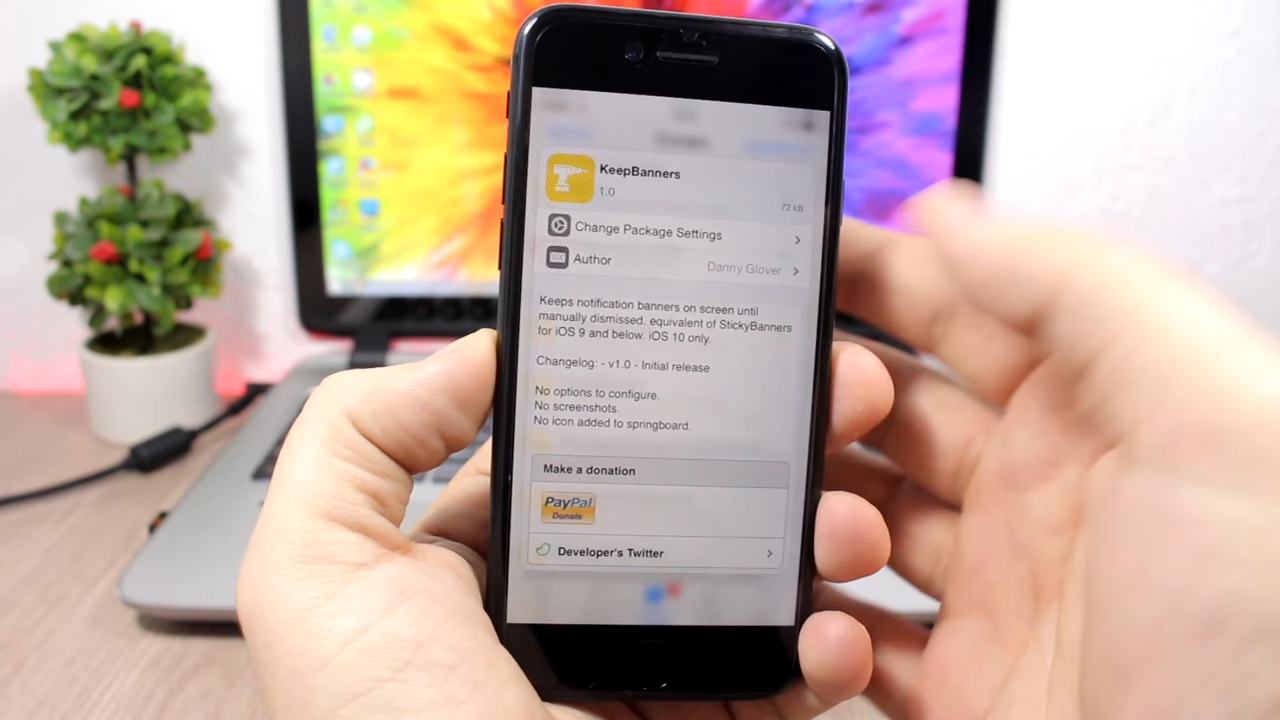 KeepBanners
1.0
72 kB
Change Package Settings
Author
Danny Glover
Keeps notification banners on screen until
manually dismissed. equivalent of StickyBanners
for iOS 9 and below. iOS 10 only.
Changelog: - v1.0 - Initial release
No options to configure.
No screenshots.
No icon added to springboard.
Make a donation
PayPal
Donate
Developer's Twitter